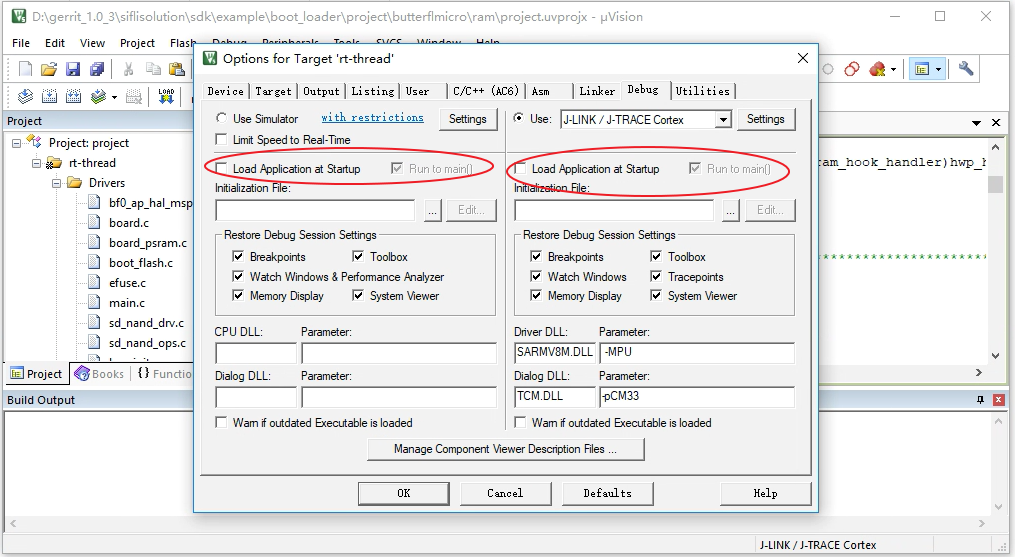 D:\gerrit_1.0_3\siflisolution\sdk\example\boot_loader\project\butterflmicro\ram\project.uvprojx - µVision
File Edit View Project Flash Debug Peripherals Tools SVCS Window Help
Options for Target 'rt-thread'
Device Target Output Listing User C/C++ (AC6) Asm Linker Debug Utilities
Use Simulator with restrictions Settings Use: J-LINK / J-TRACE Cortex Settings
Limit Speed to Real-Time
Load Application at Startup Run to main() Load Application at Startup Run to main()
Initialization File: Initialization File:
... Edit... ... Edit...
Restore Debug Session Settings Restore Debug Session Settings
Breakpoints Toolbox Breakpoints Toolbox
Watch Windows & Performance Analyzer Watch Windows Tracepoints
Memory Display System Viewer Memory Display System Viewer
CPU DLL: Parameter: Driver DLL: Parameter:
SARMV8M.DLL -MPU
Dialog DLL: Parameter: Dialog DLL: Parameter:
TCM.DLL -pCM33
Warn if outdated Executable is loaded Warn if outdated Executable is loaded
Manage Component Viewer Description Files ...
OK Cancel Defaults Help
LOAD
Project
Project: project
rt-thread
Drivers
bf0_ap_hal_msp
board.c
board_psram.c
boot_flash.c
efuse.c
main.c
sd_nand_drv.c
sd_nand_ops.c
Project Books {} Functio
ram_hook_handler)hwp_h
************************
Build Output
J-LINK / J-TRACE Cortex